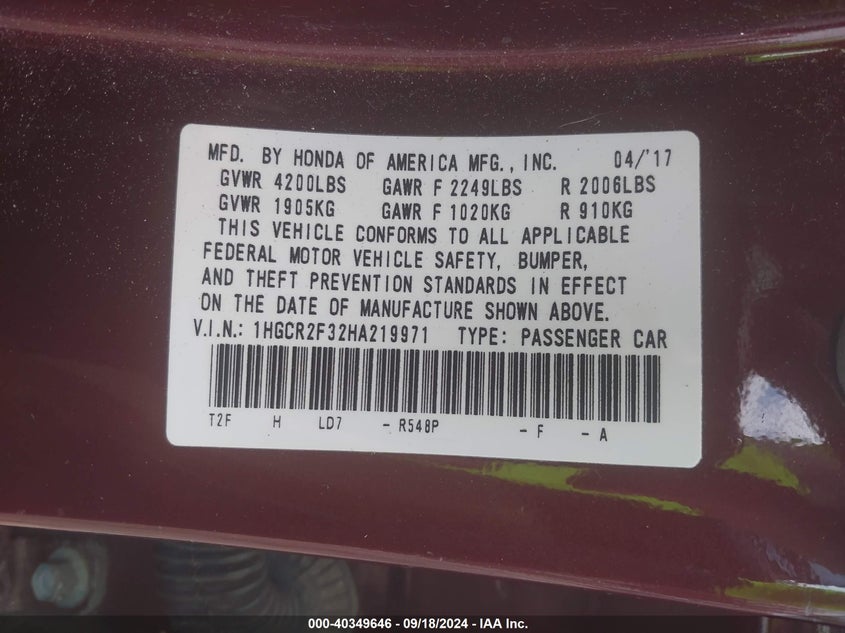 MFD. BY HONDA OF AMERICA MFG., INC. 04/'17
GVWR 4200LBS GAWR F 2249LBS R 2006LBS
GVWR 1905KG GAWR F 1020KG R 910KG
THIS VEHICLE CONFORMS TO ALL APPLICABLE
FEDERAL MOTOR VEHICLE SAFETY, BUMPER,
AND THEFT PREVENTION STANDARDS IN EFFECT
ON THE DATE OF MANUFACTURE SHOWN ABOVE.
V.I.N.: 1HGCR2F32HA219971 TYPE: PASSENGER CAR
T2F H LD7 - R548P - F - A
000-40349646 - 09/18/2024 - IAA Inc.